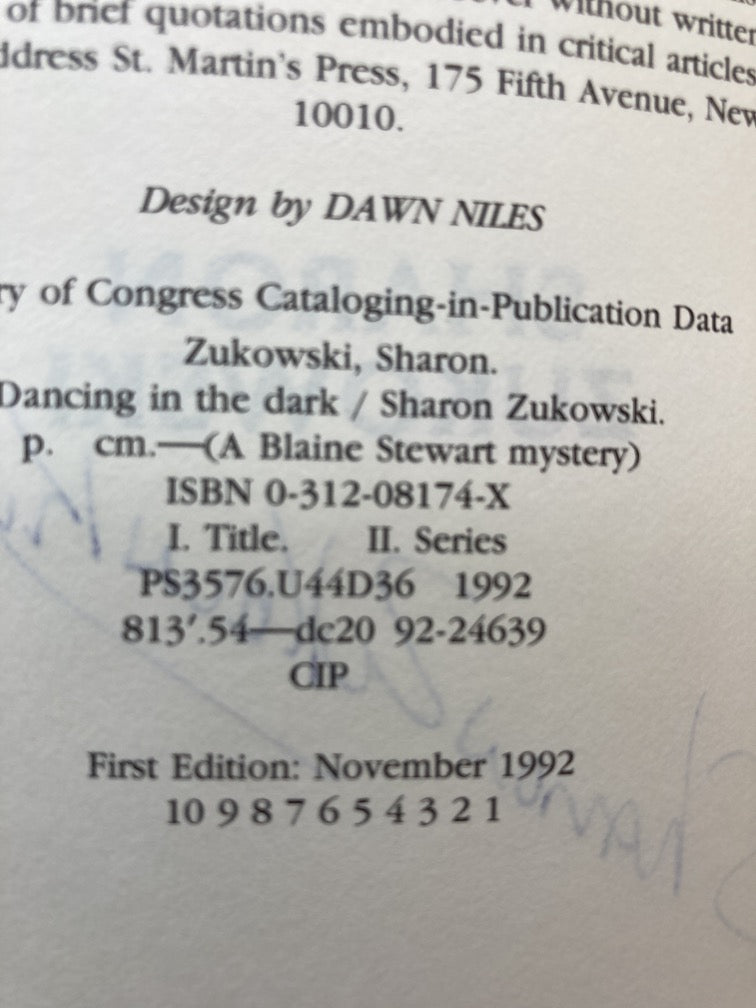 without written
of brief quotations embodied in critical articles
ddress St. Martin's Press, 175 Fifth Avenue, New
10010.
Design by DAWN NILES
ry of Congress Cataloging-in-Publication Data
Zukowski, Sharon.
Dancing in the dark / Sharon Zukowski.
p. cm.—(A Blaine Stewart mystery)
ISBN 0-312-08174-X
I. Title. II. Series
PS3576.U44D36 1992
813'.54—dc20 92-24639
CIP
First Edition: November 1992
10 9 8 7 6 5 4 3 2 1